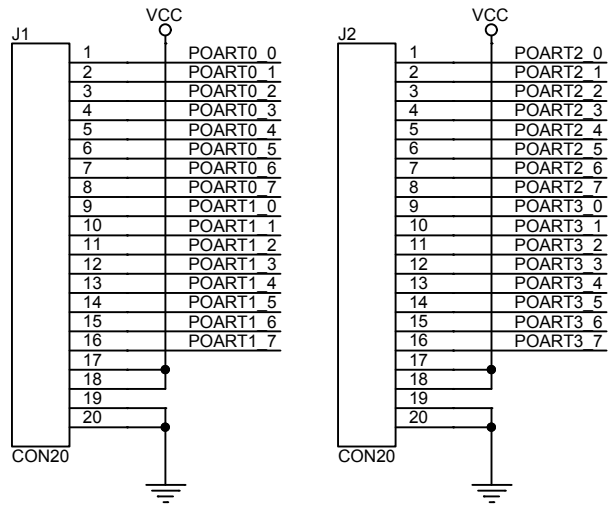 VCC VCC
J1 J2
1 POART0_0 1 POART2_0
2 POART0_1 2 POART2_1
3 POART0_2 3 POART2_2
4 POART0_3 4 POART2_3
5 POART0_4 5 POART2_4
6 POART0_5 6 POART2_5
7 POART0_6 7 POART2_6
8 POART0_7 8 POART2_7
9 POART1_0 9 POART3_0
10 POART1_1 10 POART3_1
11 POART1_2 11 POART3_2
12 POART1_3 12 POART3_3
13 POART1_4 13 POART3_4
14 POART1_5 14 POART3_5
15 POART1_6 15 POART3_6
16 POART1_7 16 POART3_7
17 17
18 18
19 19
20 20
CON20 CON20